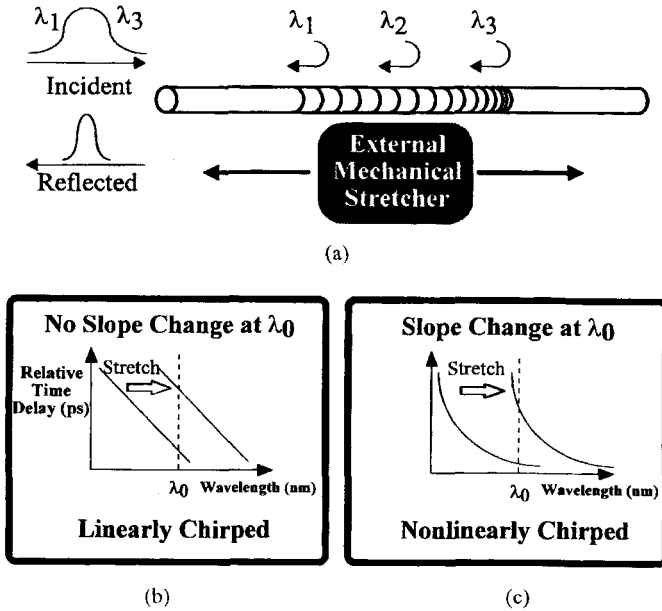 λ1 λ3
Incident
Reflected
λ1 λ2 λ3
External
Mechanical
Stretcher
(a)
No Slope Change at λ0
Relative
Time
Delay (ps)
Stretch
λ0 Wavelength (nm)
Linearly Chirped
(b)
Slope Change at λ0
Stretch
λ0 Wavelength (nm)
Nonlinearly Chirped
(c)